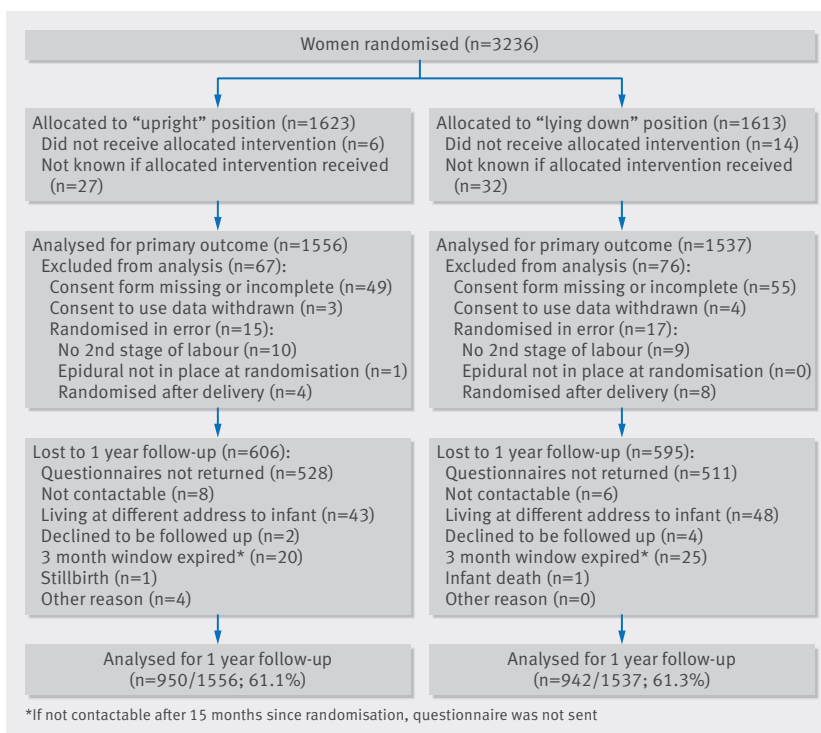 Women randomised (n=3236)
Allocated to “upright” position (n=1623)
Did not receive allocated intervention (n=6)
Not known if allocated intervention received
(n=27)
Allocated to “lying down” position (n=1613)
Did not receive allocated intervention (n=14)
Not known if allocated intervention received
(n=32)
Analysed for primary outcome (n=1556)
Excluded from analysis (n=67):
Consent form missing or incomplete (n=49)
Consent to use data withdrawn (n=3)
Randomised in error (n=15):
No 2nd stage of labour (n=10)
Epidural not in place at randomisation (n=1)
Randomised after delivery (n=4)
Analysed for primary outcome (n=1537)
Excluded from analysis (n=76):
Consent form missing or incomplete (n=55)
Consent to use data withdrawn (n=4)
Randomised in error (n=17):
No 2nd stage of labour (n=9)
Epidural not in place at randomisation (n=0)
Randomised after delivery (n=8)
Lost to 1 year follow-up (n=606):
Questionnaires not returned (n=528)
Not contactable (n=8)
Living at different address to infant (n=43)
Declined to be followed up (n=2)
3 month window expired* (n=20)
Stillbirth (n=1)
Other reason (n=4)
Lost to 1 year follow-up (n=595):
Questionnaires not returned (n=511)
Not contactable (n=6)
Living at different address to infant (n=48)
Declined to be followed up (n=4)
3 month window expired* (n=25)
Infant death (n=1)
Other reason (n=0)
Analysed for 1 year follow-up
(n=950/1556; 61.1%)
Analysed for 1 year follow-up
(n=942/1537; 61.3%)
*If not contactable after 15 months since randomisation, questionnaire was not sent